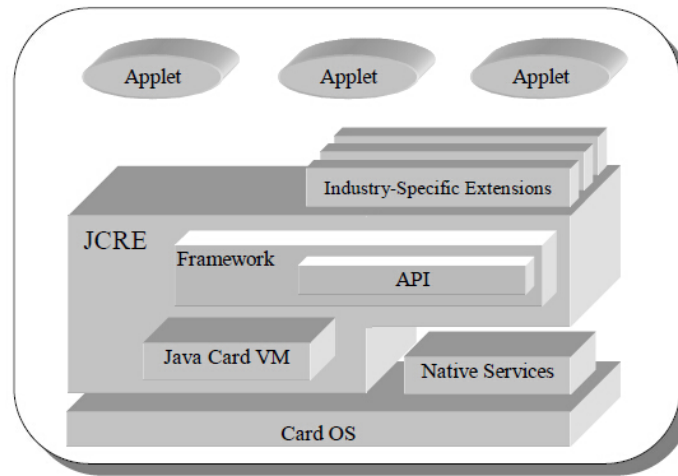 Applet
Applet
Applet
Industry-Specific Extensions
JCRE
Framework
API
Java Card VM
Native Services
Card OS